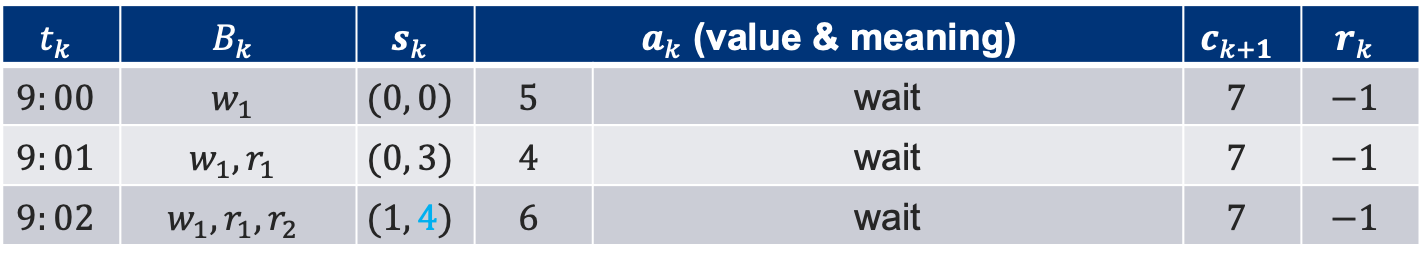 t_k B_k s_k a_k (value & meaning) c_{k+1} r_k
9:00 w_1 (0,0) 5 wait 7 −1
9:01 w_1, r_1 (0,3) 4 wait 7 −1
9:02 w_1, r_1, r_2 (1,4) 6 wait 7 −1